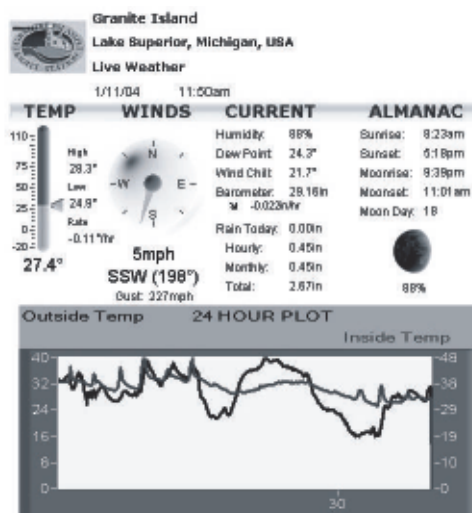 Granite Island
Lake Superior, Michigan, USA
Live Weather
1/11/04 11:50am
TEMP WINDS CURRENT ALMANAC
110
75
50
25
0
-20
High
28.3°
Low
24.8°
Rate
-0.11°/hr
27.4°
N
W E
S
5mph
SSW (198°)
Gust: 227mph
Humidity: 88%
Dew Point: 24.3°
Wind Chill: 21.7°
Barometer: 29.16in
-0.023in/hr
Rain Today: 0.00in
Hourly: 0.45in
Monthly: 0.45in
Total: 2.67in
Sunrise: 8:23am
Sunset: 5:18pm
Moonrise: 9:39pm
Moonset: 11:01am
Moon Day: 18
88%
Outside Temp 24 HOUR PLOT
Inside Temp
40 48
32 38
24 29
16 19
8 10
0 0
30